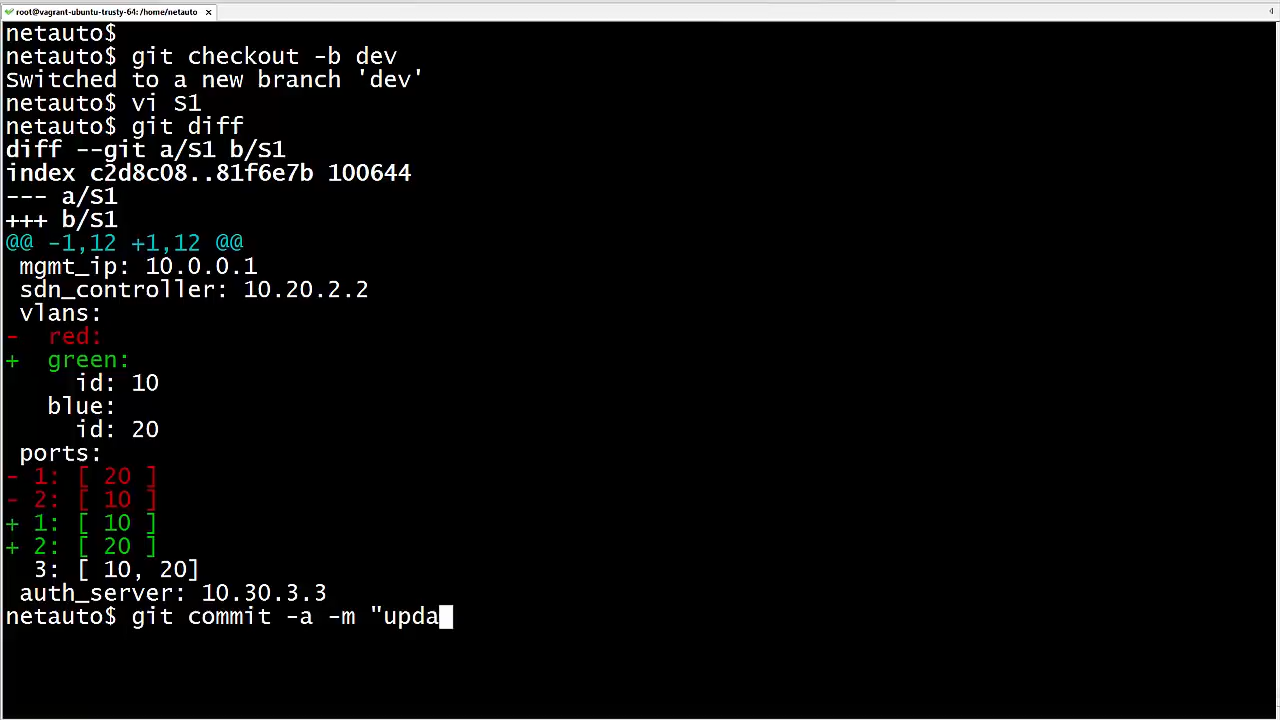 root@vagrant-ubuntu-trusty-64: /home/netauto ×
netauto$
netauto$ git checkout -b dev
Switched to a new branch 'dev'
netauto$ vi S1
netauto$ git diff
diff --git a/S1 b/S1
index c2d8c08..81f6e7b 100644
--- a/S1
+++ b/S1
@@ -1,12 +1,12 @@
 mgmt_ip: 10.0.0.1
 sdn_controller: 10.20.2.2
 vlans:
-  red:
+  green:
     id: 10
   blue:
     id: 20
 ports:
- 1: [ 20 ]
- 2: [ 10 ]
+ 1: [ 10 ]
+ 2: [ 20 ]
  3: [ 10, 20]
 auth_server: 10.30.3.3
netauto$ git commit -a -m "upda